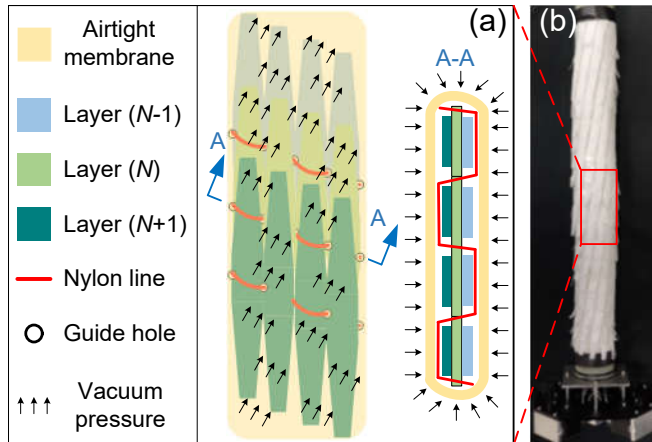 Airtight
membrane
Layer (N-1)
Layer (N)
Layer (N+1)
Nylon line
Guide hole
Vacuum
pressure
(a)
A-A
A
A
(b)